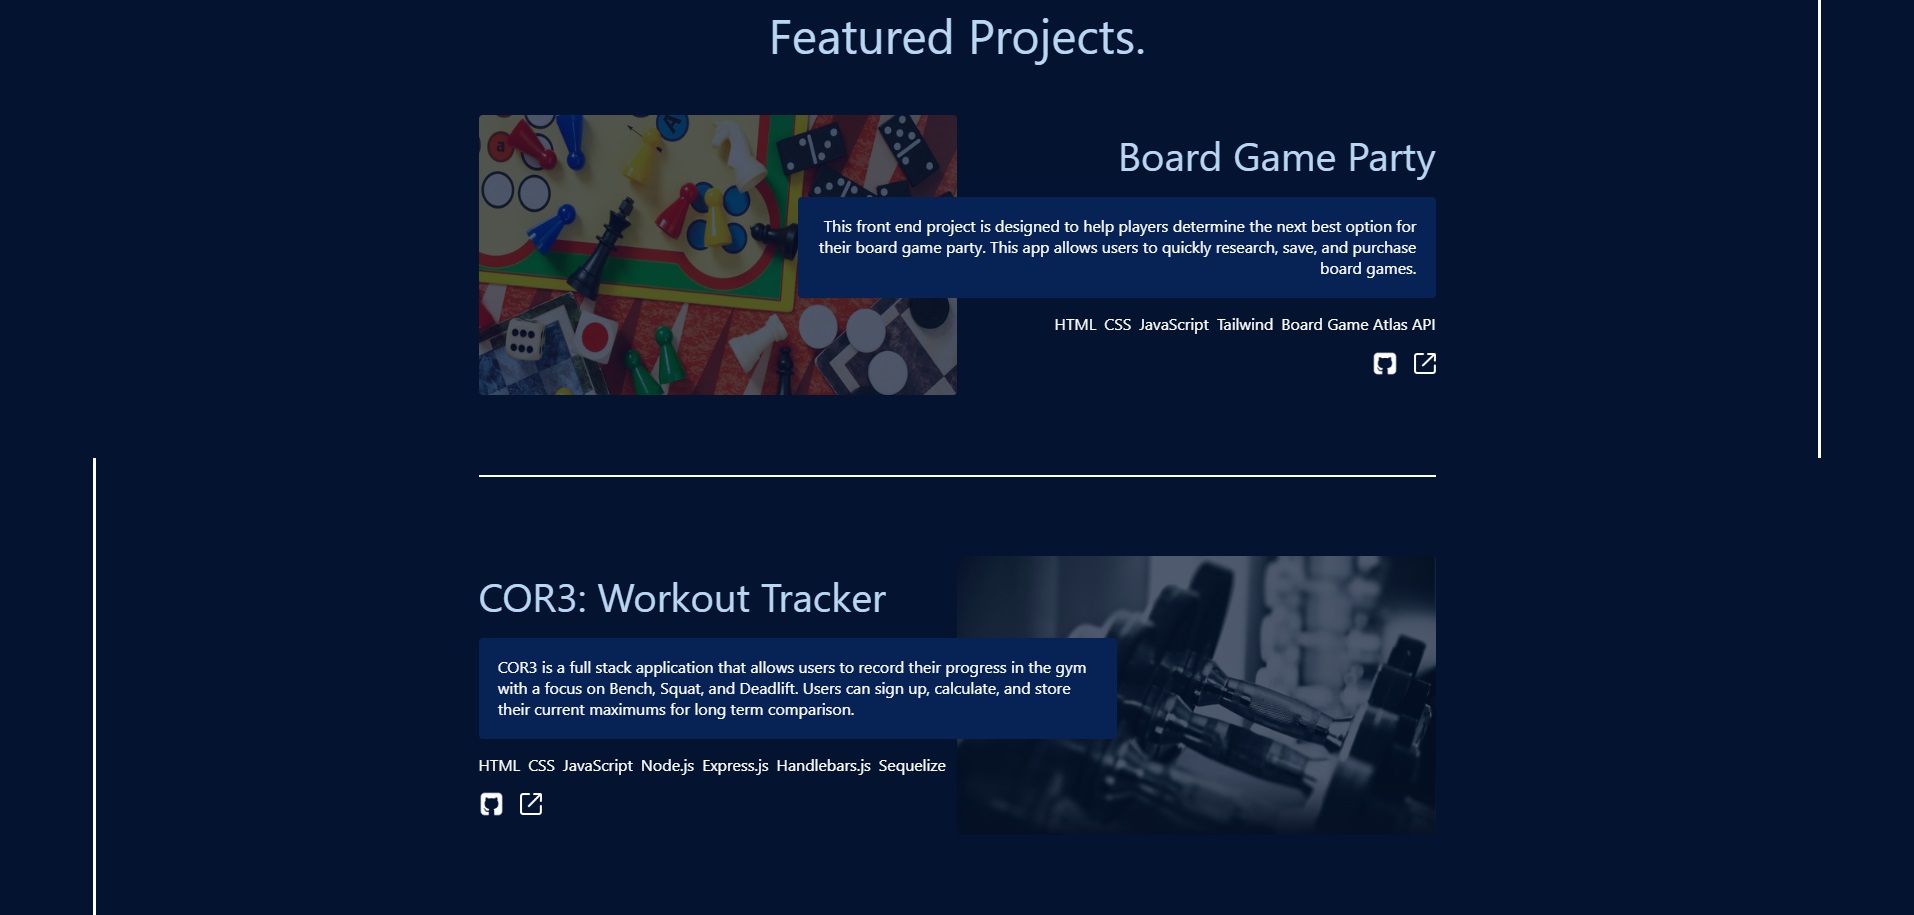 Featured Projects.
a
A
Board Game Party
This front end project is designed to help players determine the next best option for
their board game party. This app allows users to quickly research, save, and purchase
board games.
HTML CSS JavaScript Tailwind Board Game Atlas API
COR3: Workout Tracker
COR3 is a full stack application that allows users to record their progress in the gym
with a focus on Bench, Squat, and Deadlift. Users can sign up, calculate, and store
their current maximums for long term comparison.
HTML CSS JavaScript Node.js Express.js Handlebars.js Sequelize